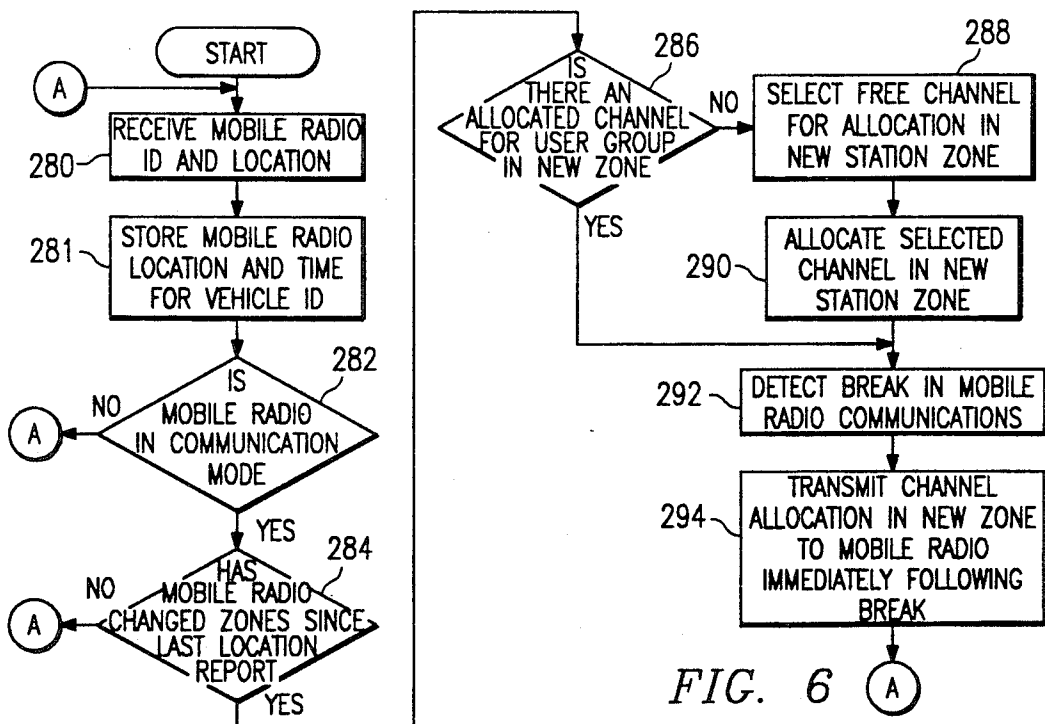 START
A
RECEIVE MOBILE RADIO
ID AND LOCATION
280
STORE MOBILE RADIO
LOCATION AND TIME
FOR VEHICLE ID
281
282
IS
MOBILE RADIO
IN COMMUNICATION
MODE
NO
A
YES
284
HAS
MOBILE RADIO
CHANGED ZONES SINCE
LAST LOCATION
REPORT
NO
A
YES
286
IS
THERE AN
ALLOCATED CHANNEL
FOR USER GROUP
IN NEW ZONE
NO
YES
288
SELECT FREE CHANNEL
FOR ALLOCATION IN
NEW STATION ZONE
290
ALLOCATE SELECTED
CHANNEL IN NEW
STATION ZONE
292
DETECT BREAK IN MOBILE
RADIO COMMUNICATIONS
294
TRANSMIT CHANNEL
ALLOCATION IN NEW ZONE
TO MOBILE RADIO
IMMEDIATELY FOLLOWING
BREAK
A
FIG. 6